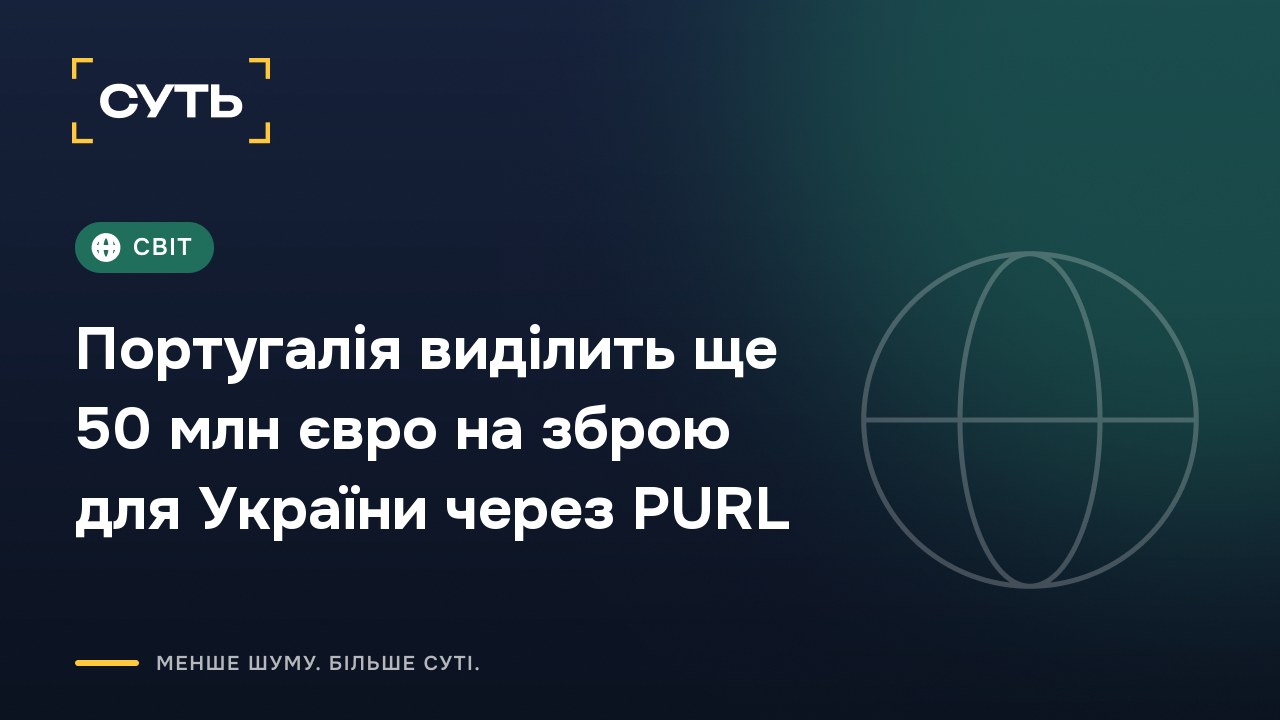 СУТЬ
СВІТ
Португалія виділить ще
50 млн євро на зброю
для України через PURL
МЕНШЕ ШУМУ. БІЛЬШЕ СУТІ.